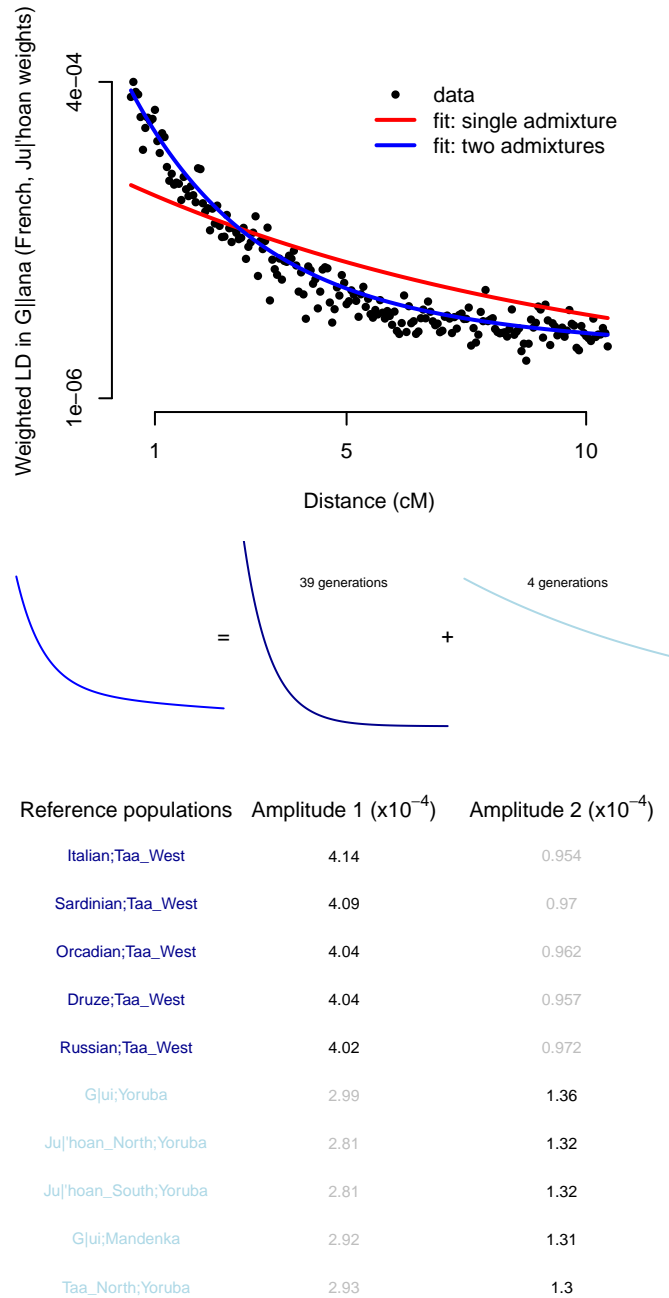 Weighted LD in G||ana (French, Ju|'hoan weights)
4e−04
1e−06
data
fit: single admixture
fit: two admixtures
1 5 10
Distance (cM)
39 generations 4 generations
= +
Reference populations Amplitude 1 (x10⁻⁴) Amplitude 2 (x10⁻⁴)
Italian;Taa_West 4.14 0.954
Sardinian;Taa_West 4.09 0.97
Orcadian;Taa_West 4.04 0.962
Druze;Taa_West 4.04 0.957
Russian;Taa_West 4.02 0.972
G|ui;Yoruba 2.99 1.36
Ju|'hoan_North;Yoruba 2.81 1.32
Ju|'hoan_South;Yoruba 2.81 1.32
G|ui;Mandenka 2.92 1.31
Taa_North;Yoruba 2.93 1.3